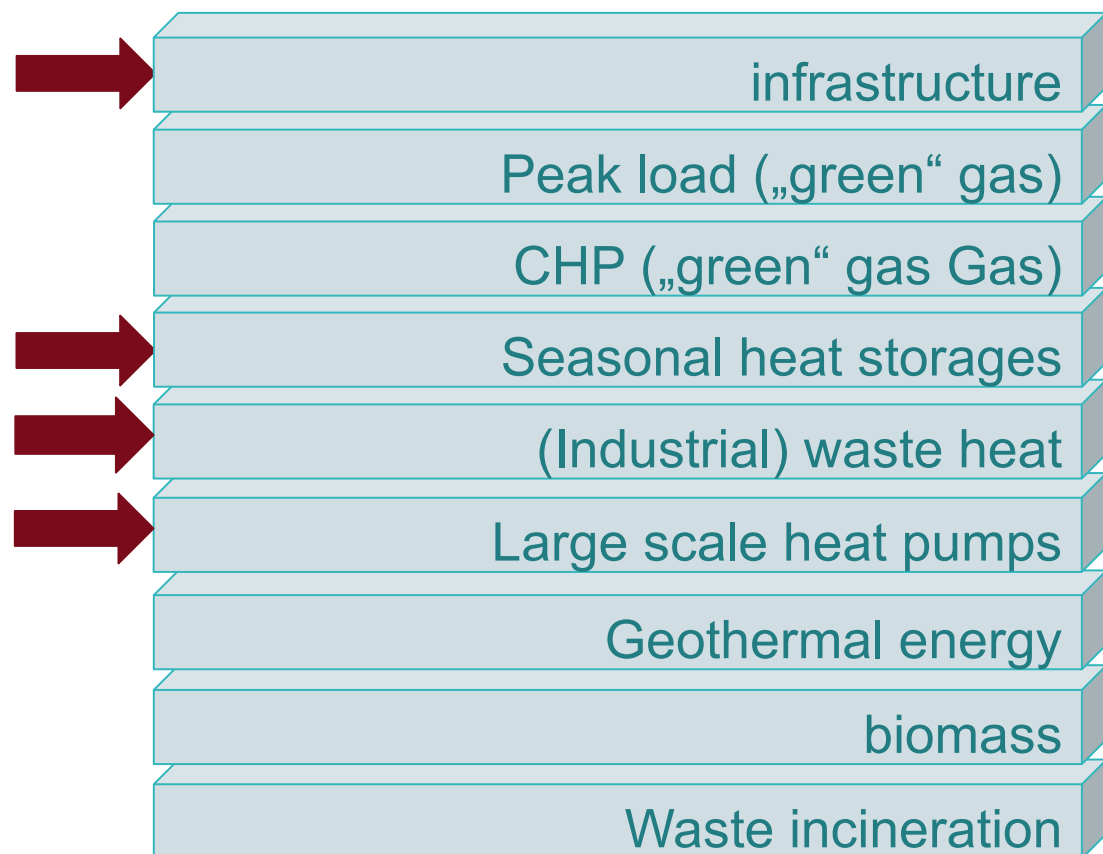 infrastructure
Peak load („green“ gas)
CHP („green“ gas Gas)
Seasonal heat storages
(Industrial) waste heat
Large scale heat pumps
Geothermal energy
biomass
Waste incineration